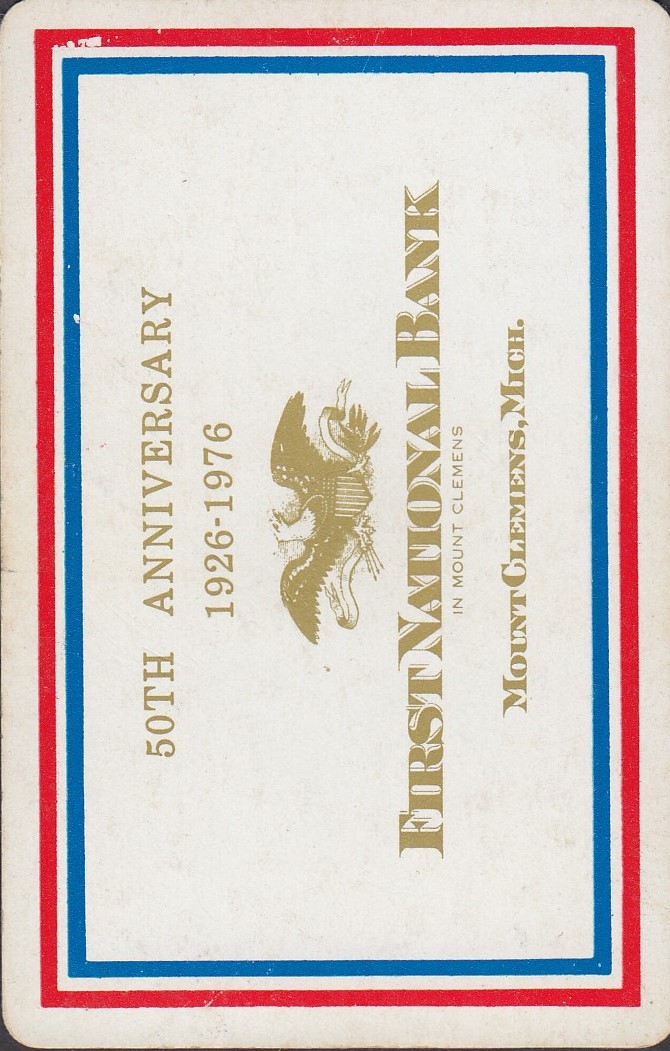 50TH ANNIVERSARY
1926-1976
FIRST NATIONAL BANK
IN MOUNT CLEMENS
MOUNT CLEMENS, MICH.